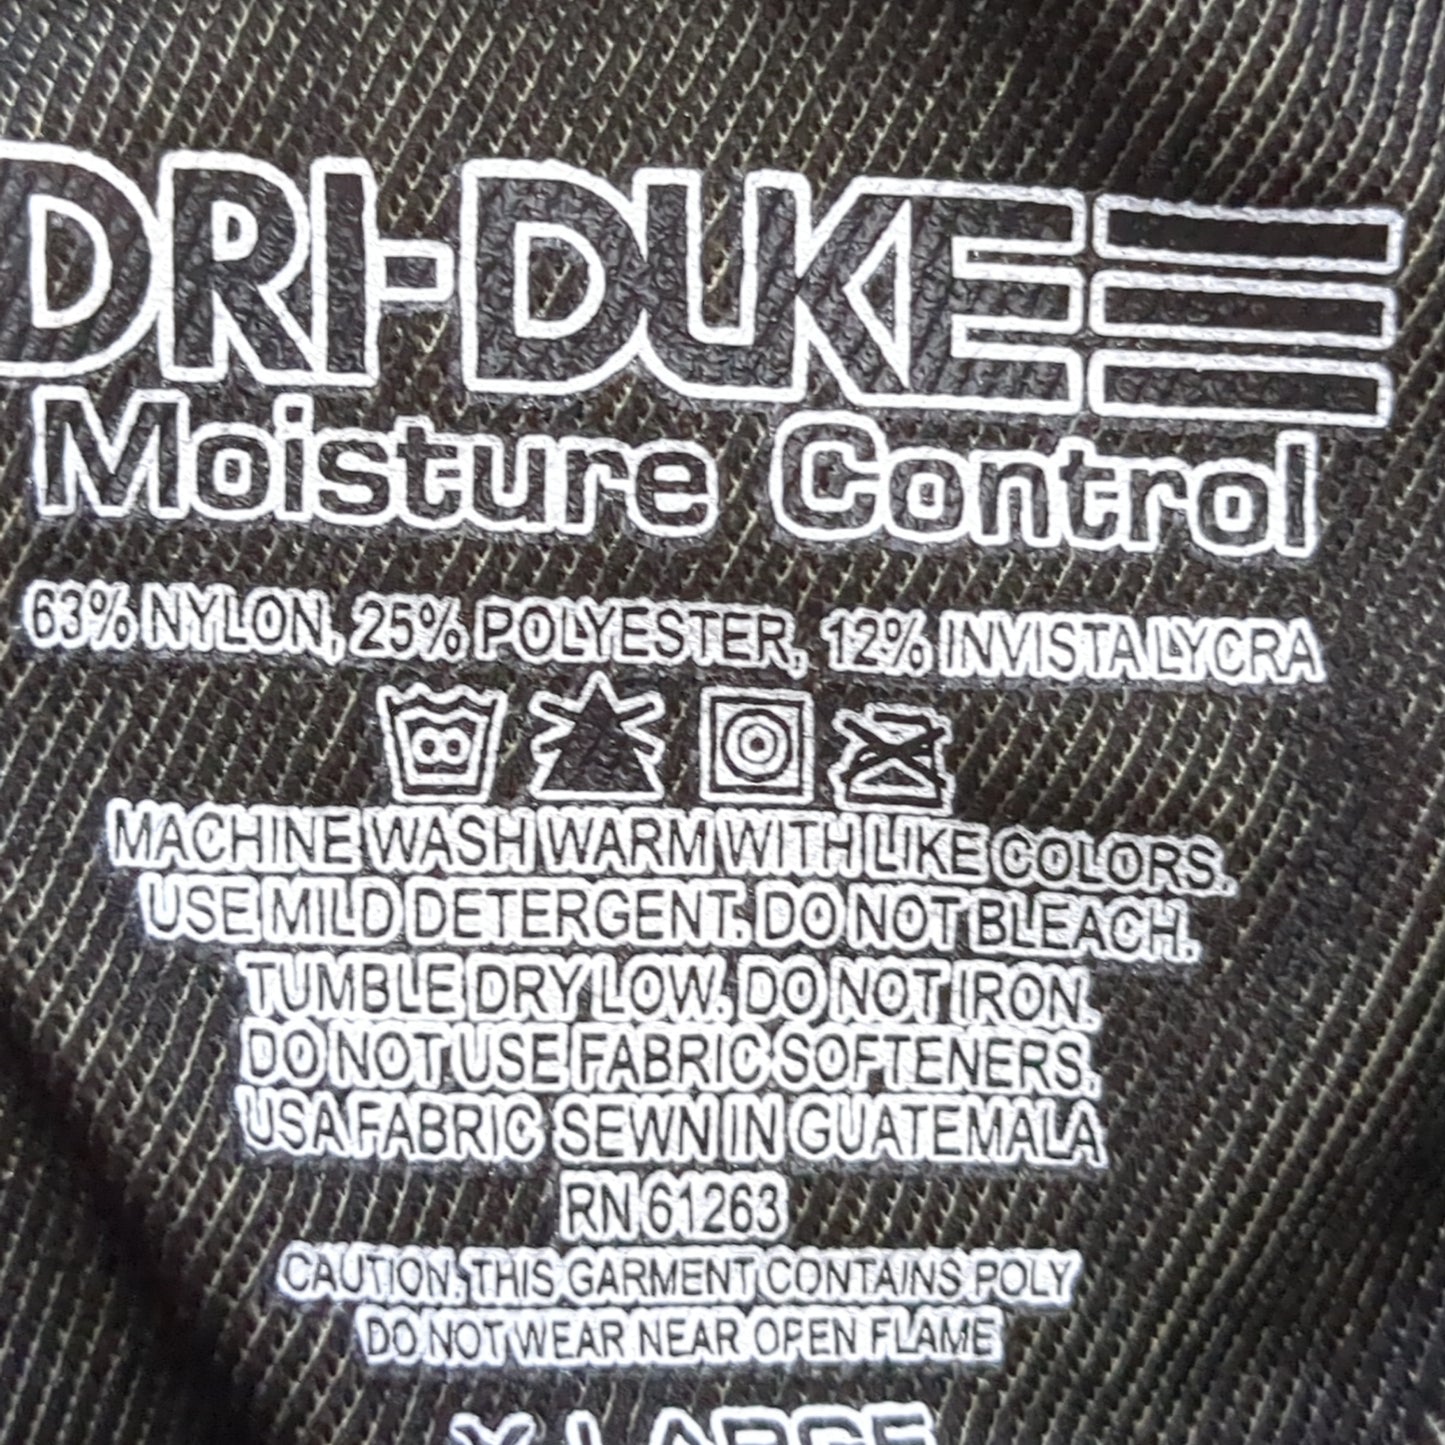 DRI-DUKE
Moisture Control
63% NYLON, 25% POLYESTER, 12% INVISTA LYCRA
MACHINE WASH WARM WITH LIKE COLORS.
USE MILD DETERGENT. DO NOT BLEACH.
TUMBLE DRY LOW. DO NOT IRON.
DO NOT USE FABRIC SOFTENERS.
USA FABRIC SEWN IN GUATEMALA
RN 61263
CAUTION: THIS GARMENT CONTAINS POLY
DO NOT WEAR NEAR OPEN FLAME
X-LARGE